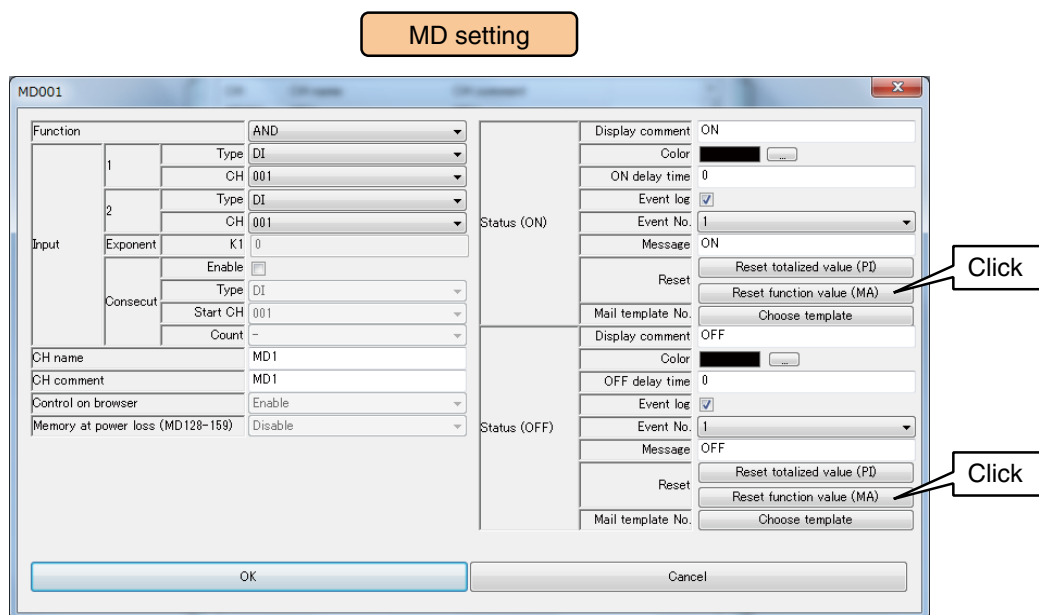 MD setting
MD001
Function AND
Input 1 Type DI
CH 001
2 Type DI
CH 001
Exponent K1 0
Consecut Enable
Type DI
Start CH 001
Count -
CH name MD1
CH comment MD1
Control on browser Enable
Memory at power loss (MD128-159) Disable
Status (ON) Display comment ON
Color ...
ON delay time 0
Event log
Event No. 1
Message ON
Reset Reset totalized value (PI)
Reset function value (MA)
Click
Mail template No. Choose template
Status (OFF) Display comment OFF
Color ...
OFF delay time 0
Event log
Event No. 1
Message OFF
Reset Reset totalized value (PI)
Reset function value (MA)
Click
Mail template No. Choose template
OK Cancel